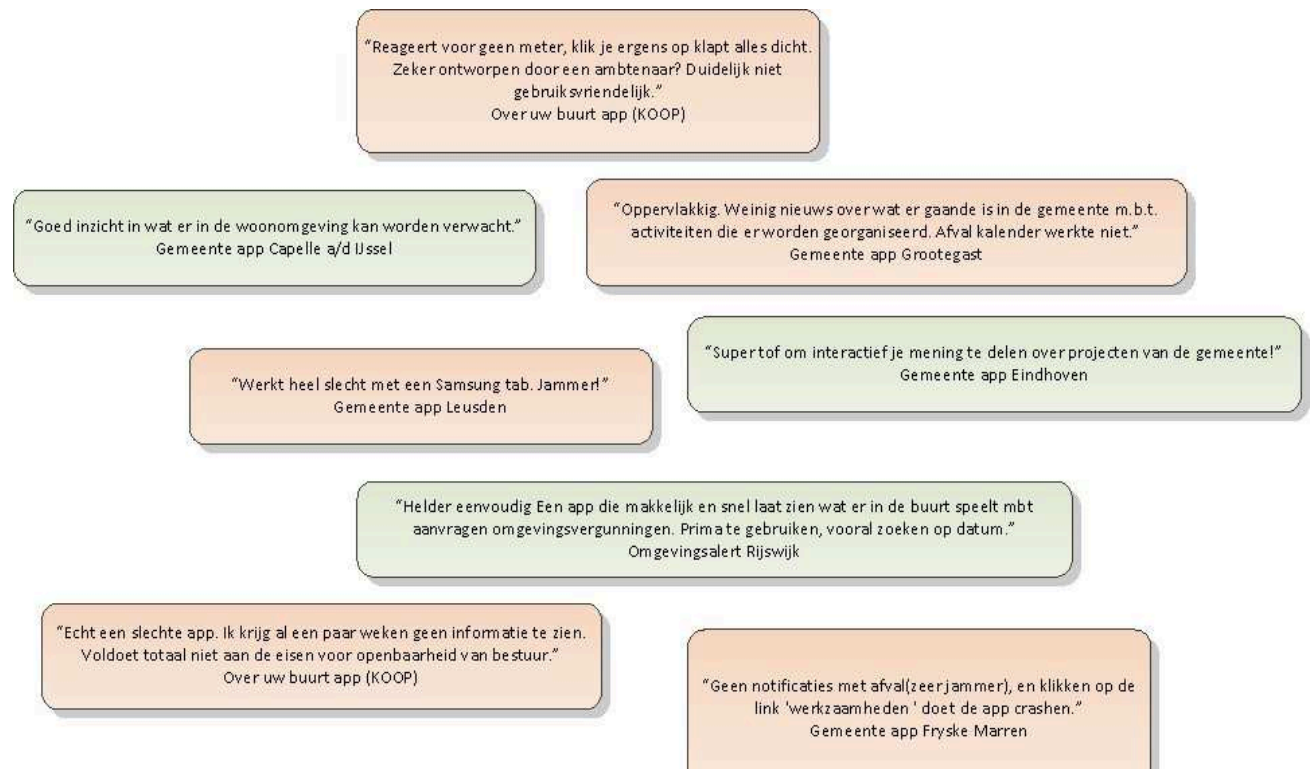 “Reageert voor geen meter, klik je ergens op klapt alles dicht.
Zeker ontworpen door een ambtenaar? Duidelijk niet
gebruiksvriendelijk.”
Over uw buurt app (KOOP)
“Goed inzicht in wat er in de woonomgeving kan worden verwacht.”
Gemeente app Capelle a/d IJssel
“Oppervlakkig. Weinig nieuws over wat er gaande is in de gemeente m.b.t.
activiteiten die er worden georganiseerd. Afval kalender werkte niet.”
Gemeente app Grootegast
“Super tof om interactief je mening te delen over projecten van de gemeente!”
Gemeente app Eindhoven
“Werkt heel slecht met een Samsung tab. Jammer!”
Gemeente app Leusden
“Helder eenvoudig Een app die makkelijk en snel laat zien wat er in de buurt speelt mbt
aanvragen omgevingsvergunningen. Prima te gebruiken, vooral zoeken op datum.”
Omgevingsalert Rijswijk
“Echt een slechte app. Ik krijg al een paar weken geen informatie te zien.
Voldoet totaal niet aan de eisen voor openbaarheid van bestuur.”
Over uw buurt app (KOOP)
“Geen notificaties met afval(zeer jammer), en klikken op de
link 'werkzaamheden ' doet de app crashen.”
Gemeente app Fryske Marren